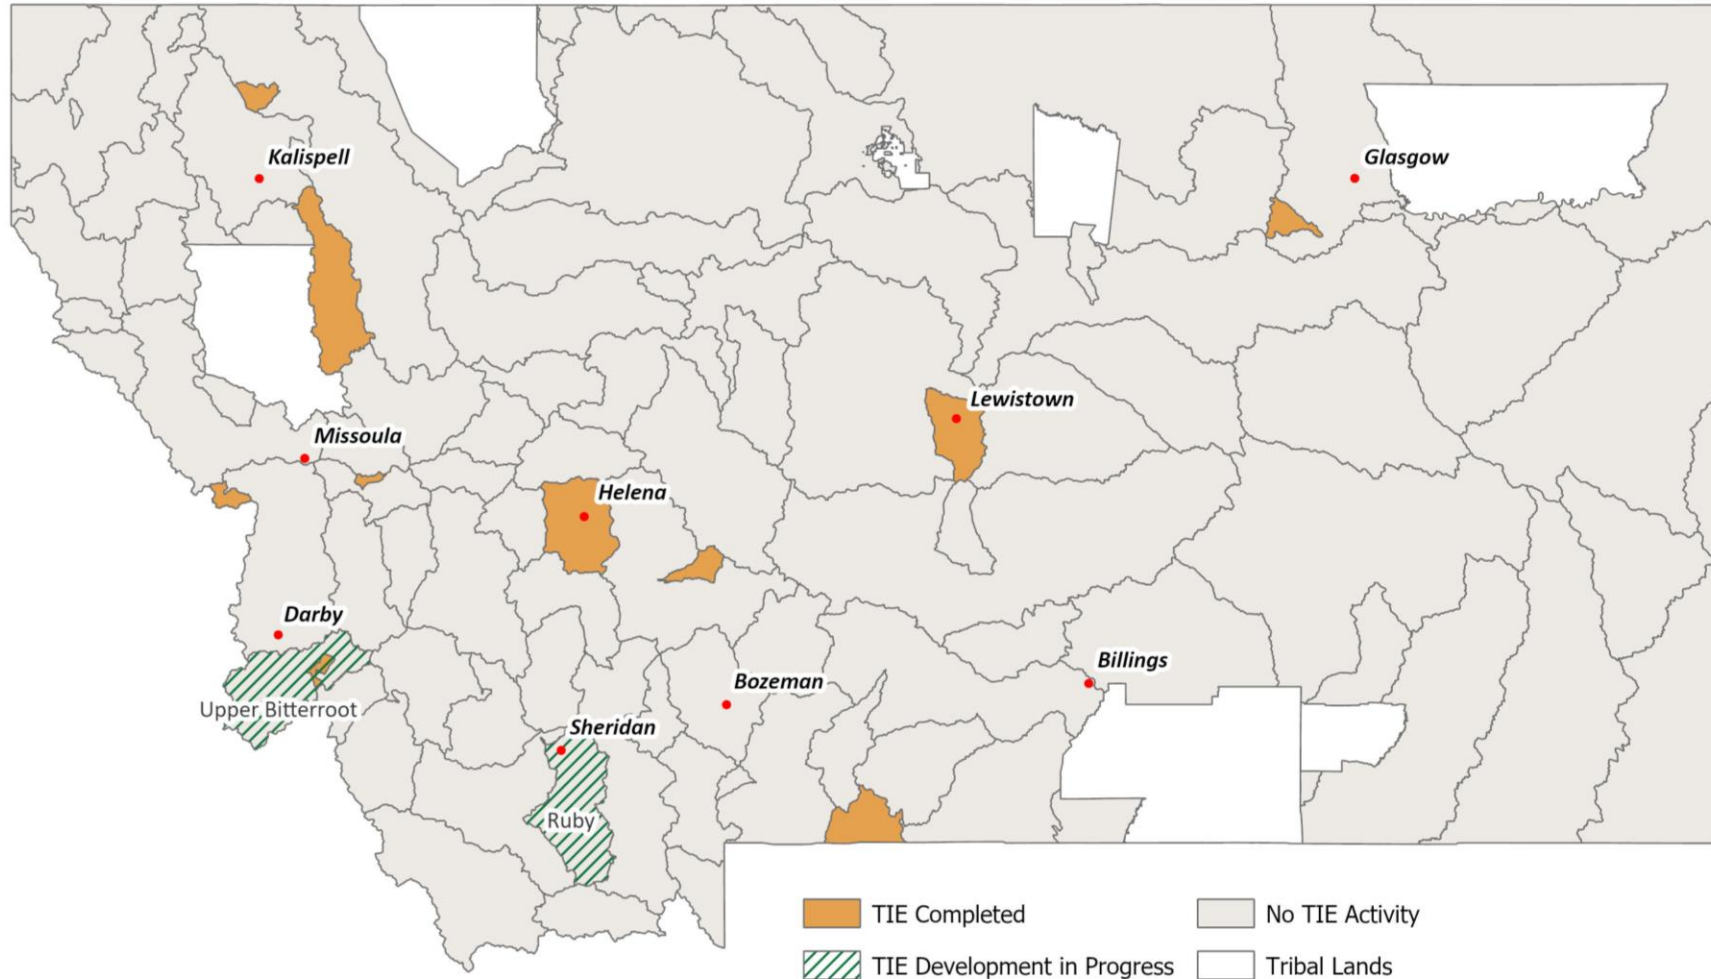 Kalispell
Glasgow
Lewistown
Missoula
Helena
Darby
Billings
Bozeman
Upper Bitterroot
Sheridan
Ruby
TIE Completed
No TIE Activity
TIE Development in Progress
Tribal Lands